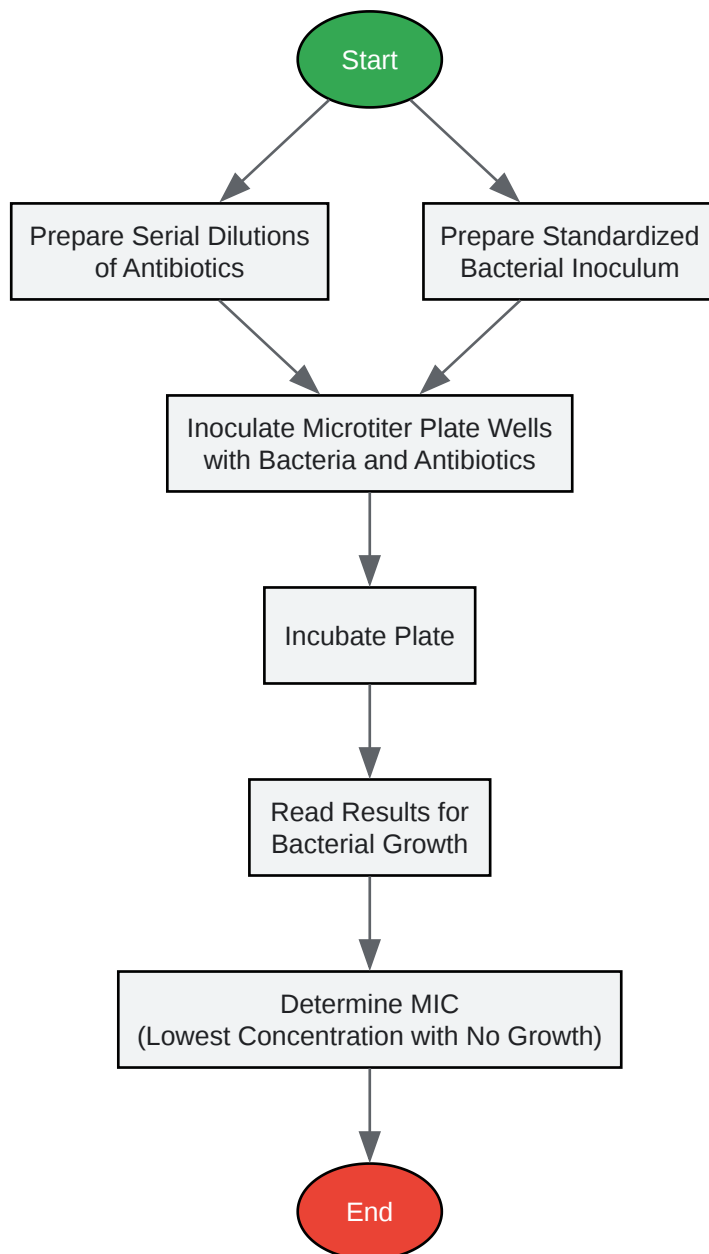 Start
Prepare Serial Dilutions
of Antibiotics
Prepare Standardized
Bacterial Inoculum
Inoculate Microtiter Plate Wells
with Bacteria and Antibiotics
Incubate Plate
Read Results for
Bacterial Growth
Determine MIC
(Lowest Concentration with No Growth)
End